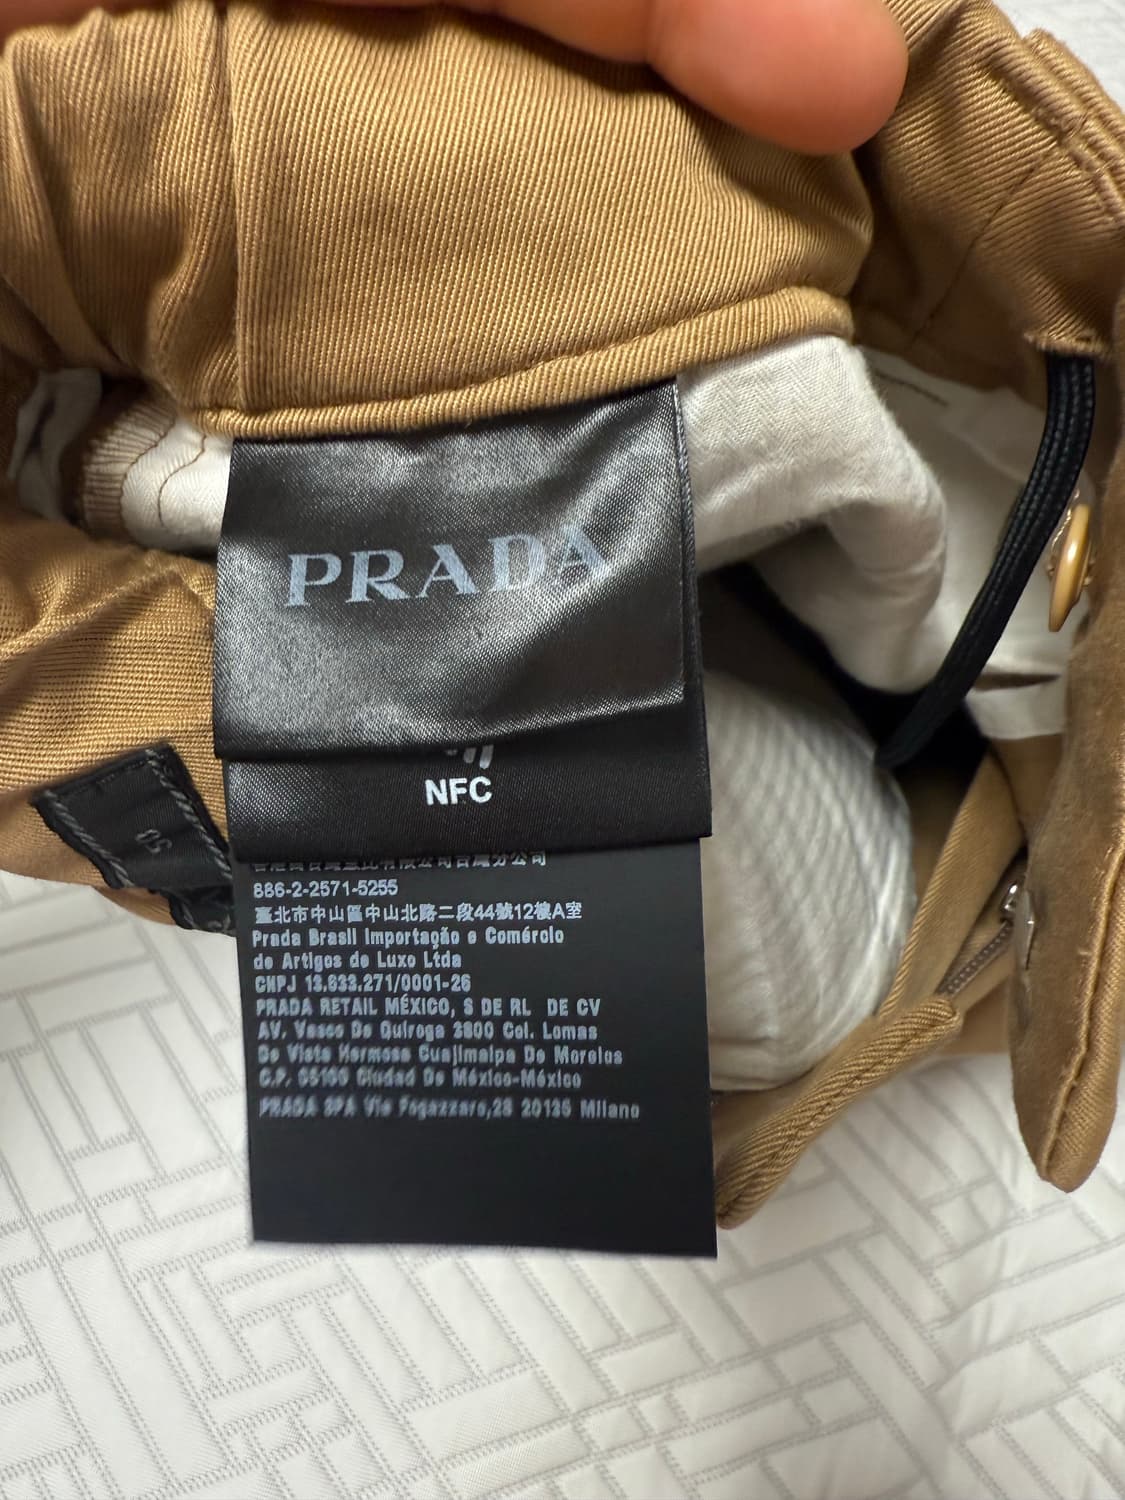 PRADA
NFC
50
886-2-2571-5255
臺北市中山區中山北路二段44號12樓A室
Prada Brasil Importação e Comércio
de Artigos de Luxo Ltda
CNPJ 13.633.271/0001-26
PRADA RETAIL MÉXICO, S DE RL DE CV
AV. Vasco De Quiroga 3800 Col. Lomas
De Vista Hermosa Cuajimalpa De Morelos
C.P. 05100 Ciudad De México-México
PRADA SPA Via Fogazzaro,28 20135 Milano